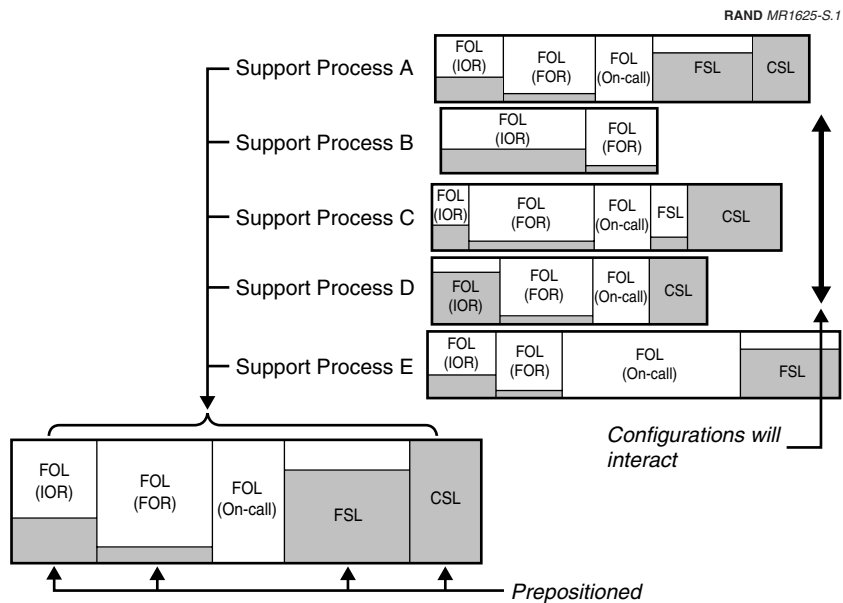 RAND MR1625-S.1
Support Process A
FOL
(IOR)
FOL
(FOR)
FOL
(On-call)
FSL
CSL
Support Process B
FOL
(IOR)
FOL
(FOR)
Support Process C
FOL
(IOR)
FOL
(FOR)
FOL
(On-call)
FSL
CSL
Support Process D
FOL
(IOR)
FOL
(FOR)
FOL
(On-call)
CSL
Support Process E
FOL
(IOR)
FOL
(FOR)
FOL
(On-call)
FSL
Configurations will
interact
FOL
(IOR)
FOL
(FOR)
FOL
(On-call)
FSL
CSL
Prepositioned